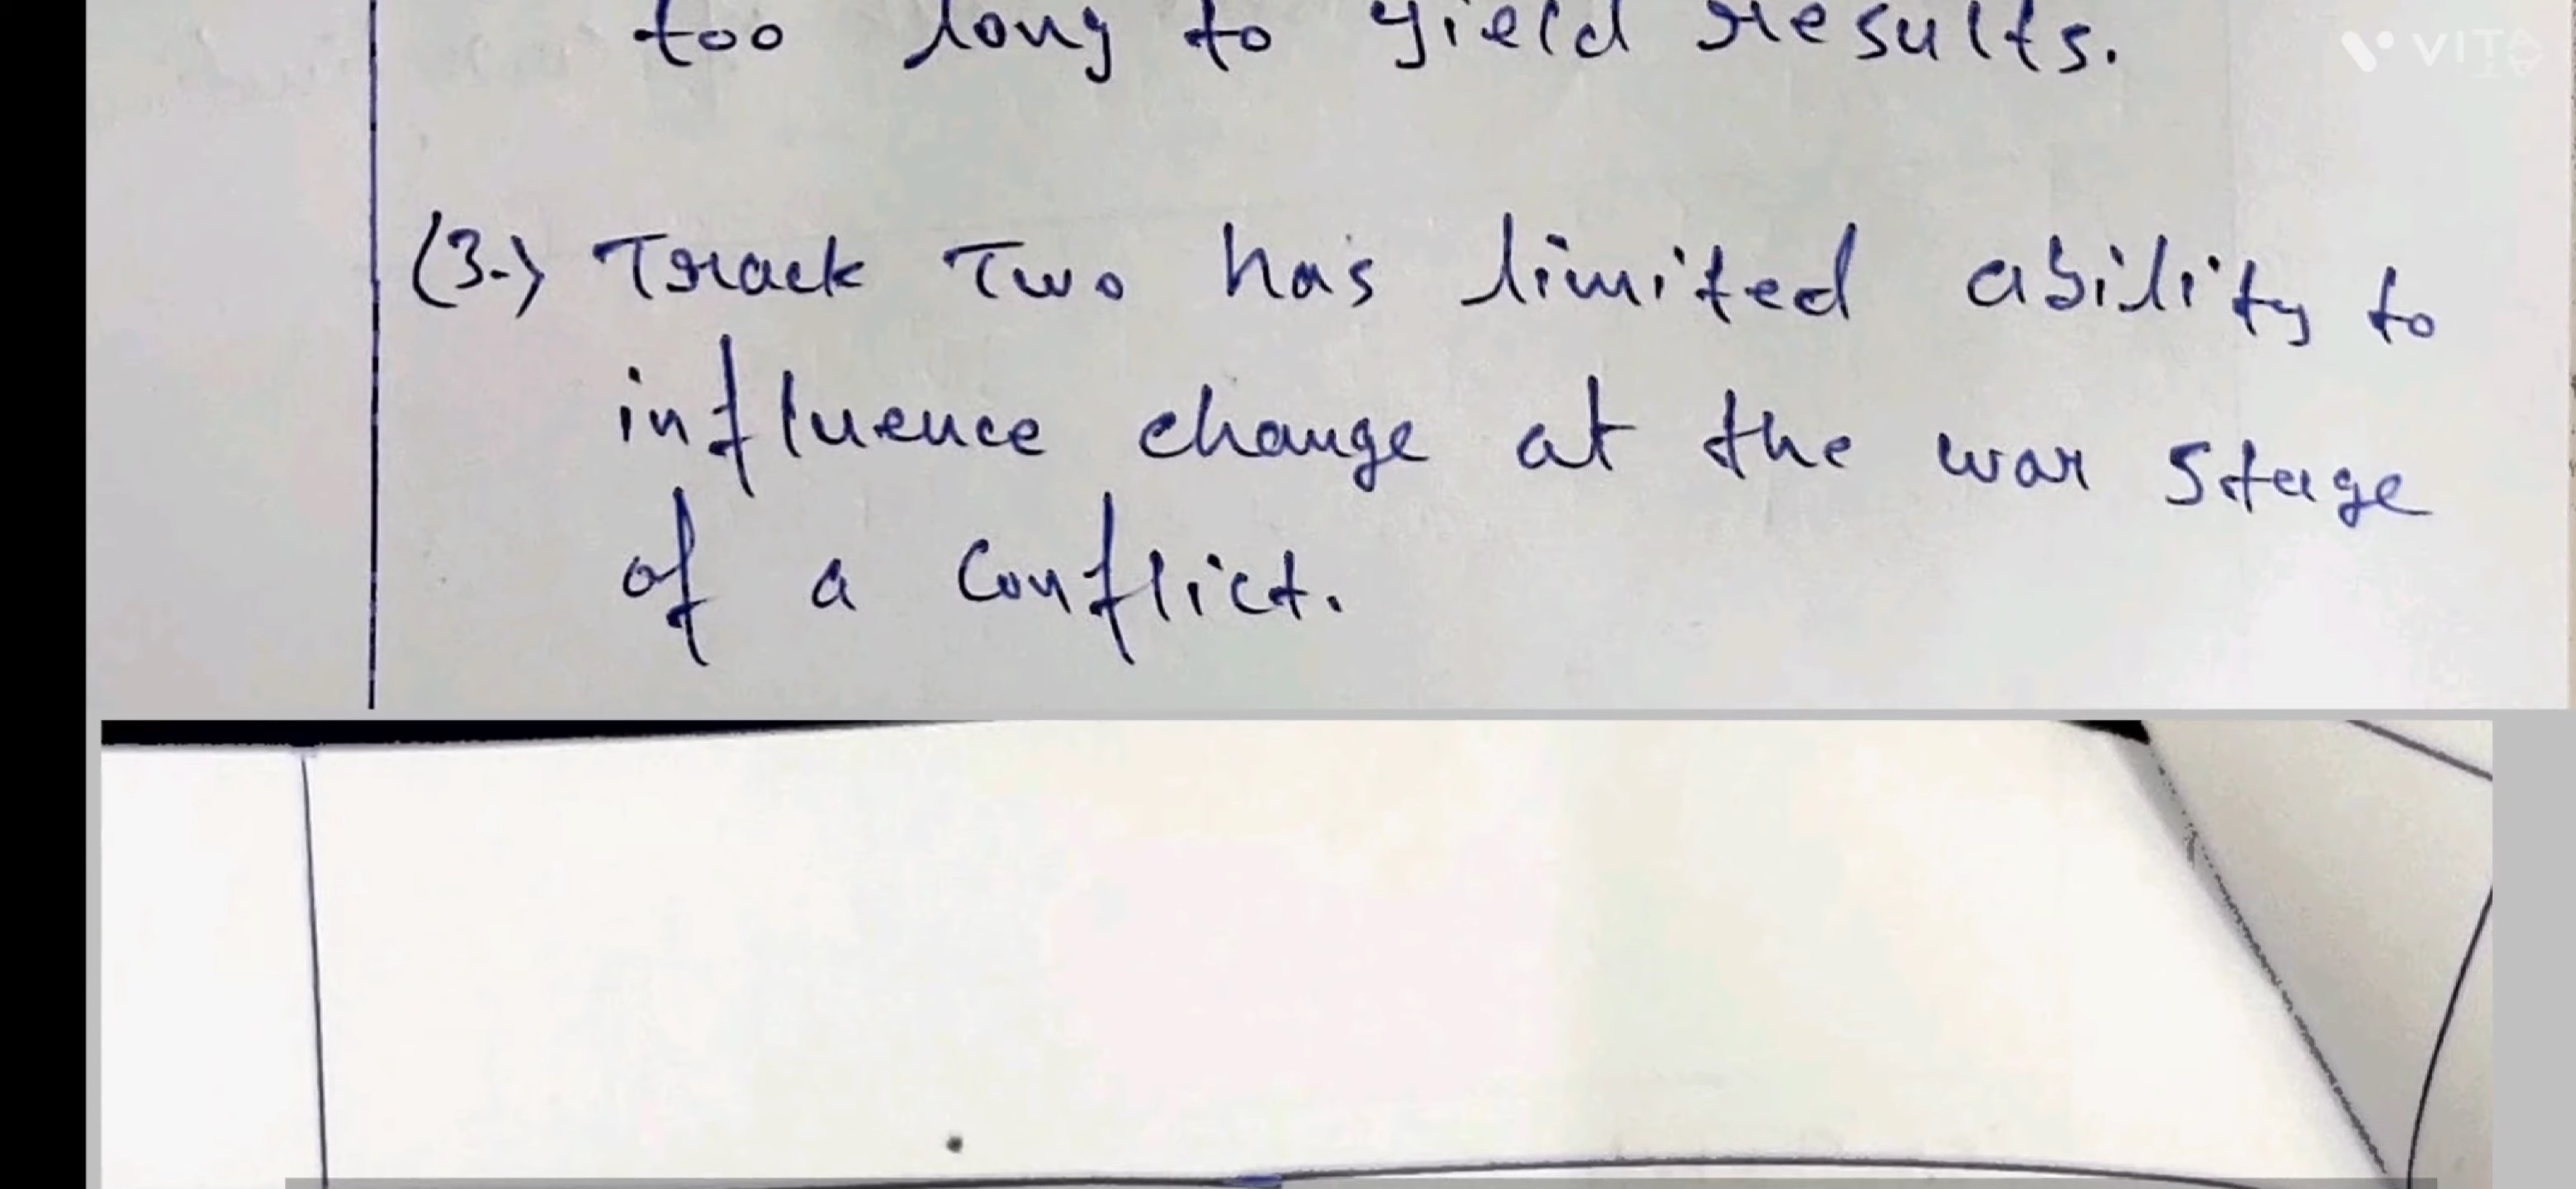 too long to yield results.
VITA
(3.) Track Two has limited ability to
influence change at the war stage
of a conflict.